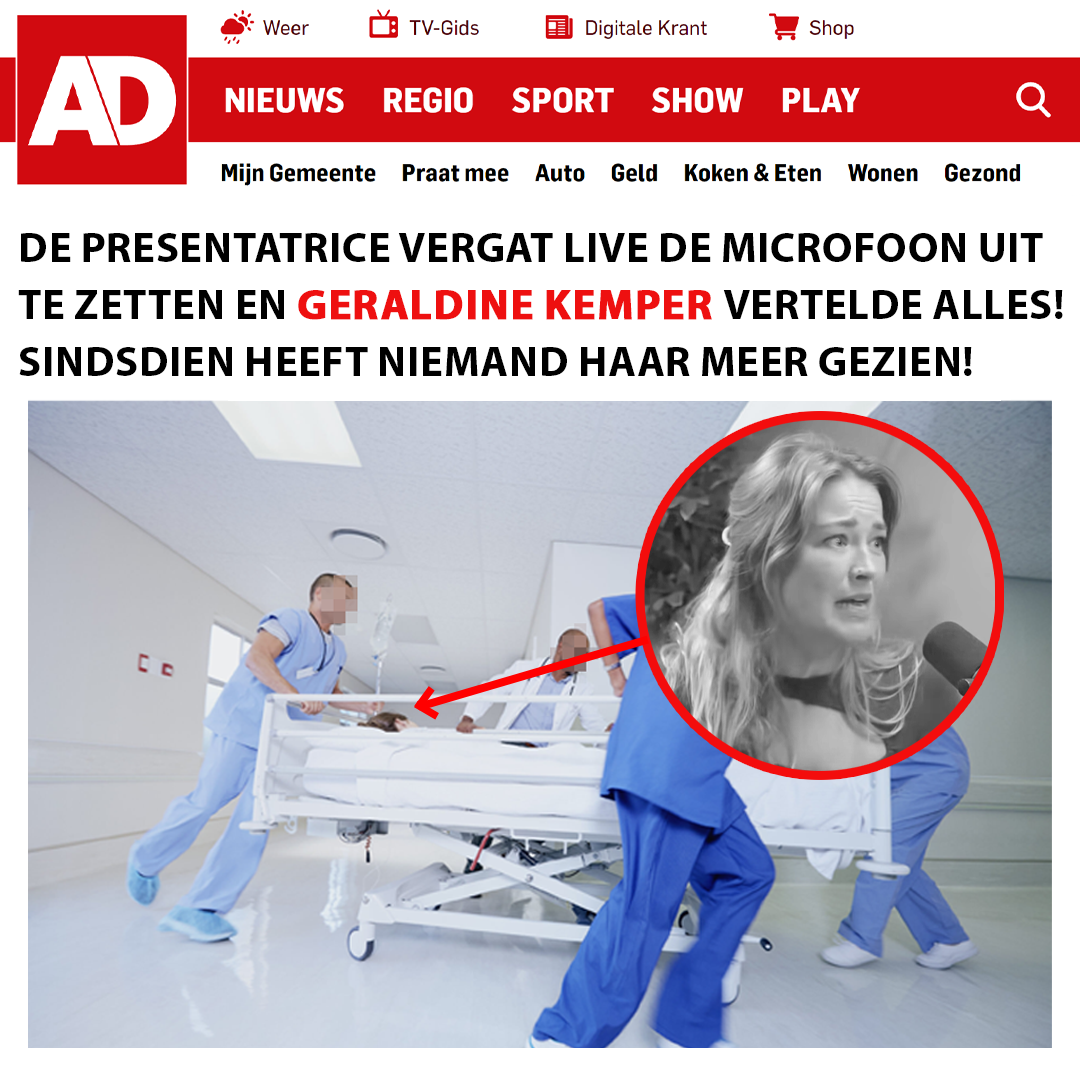 Weer TV-Gids Digitale Krant Shop
AD NIEUWS REGIO SPORT SHOW PLAY
Mijn Gemeente Praat mee Auto Geld Koken & Eten Wonen Gezond
DE PRESENTATRICE VERGAT LIVE DE MICROFOON UIT
TE ZETTEN EN GERALDINE KEMPER VERTELDE ALLES!
SINDSDIEN HEEFT NIEMAND HAAR MEER GEZIEN!